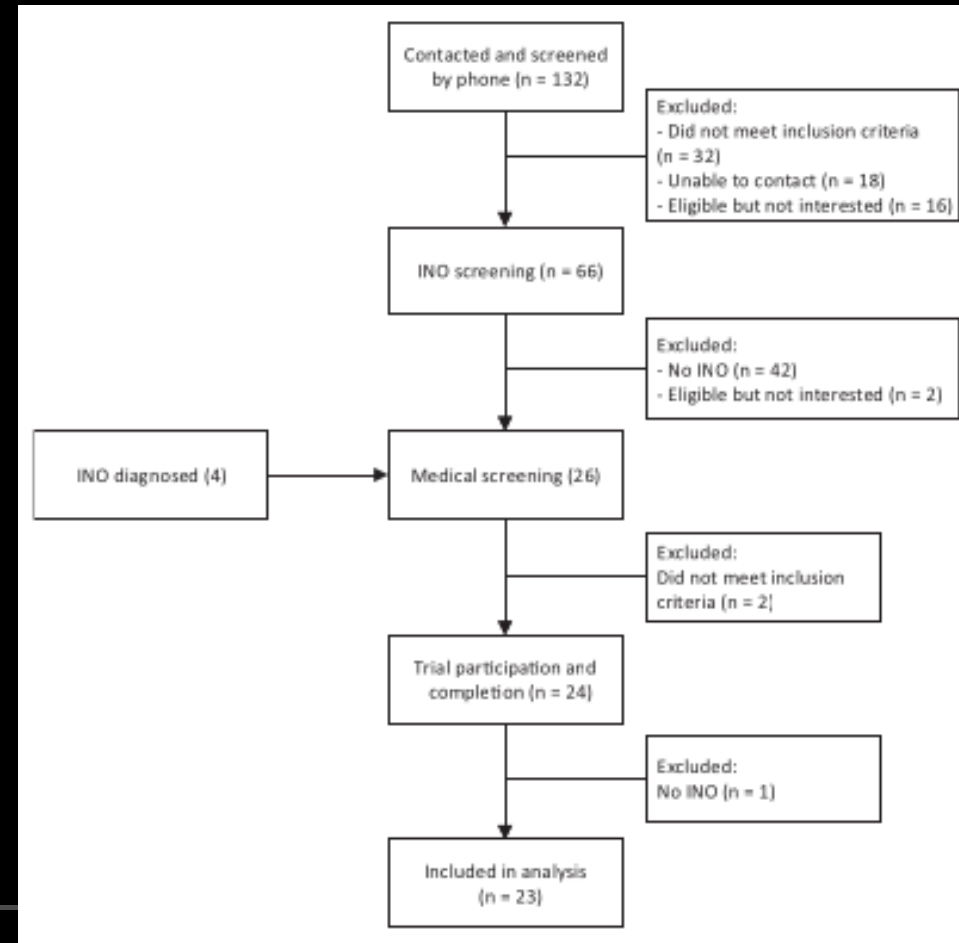 Contacted and screened
by phone (n = 132)
Excluded:
- Did not meet inclusion criteria
(n = 32)
- Unable to contact (n = 18)
- Eligible but not interested (n = 16)
INO screening (n = 66)
Excluded:
- No INO (n = 42)
- Eligible but not interested (n = 2)
INO diagnosed (4)
Medical screening (26)
Excluded:
Did not meet inclusion
criteria (n = 2)
Trial participation and
completion (n = 24)
Excluded:
No INO (n = 1)
Included in analysis
(n = 23)